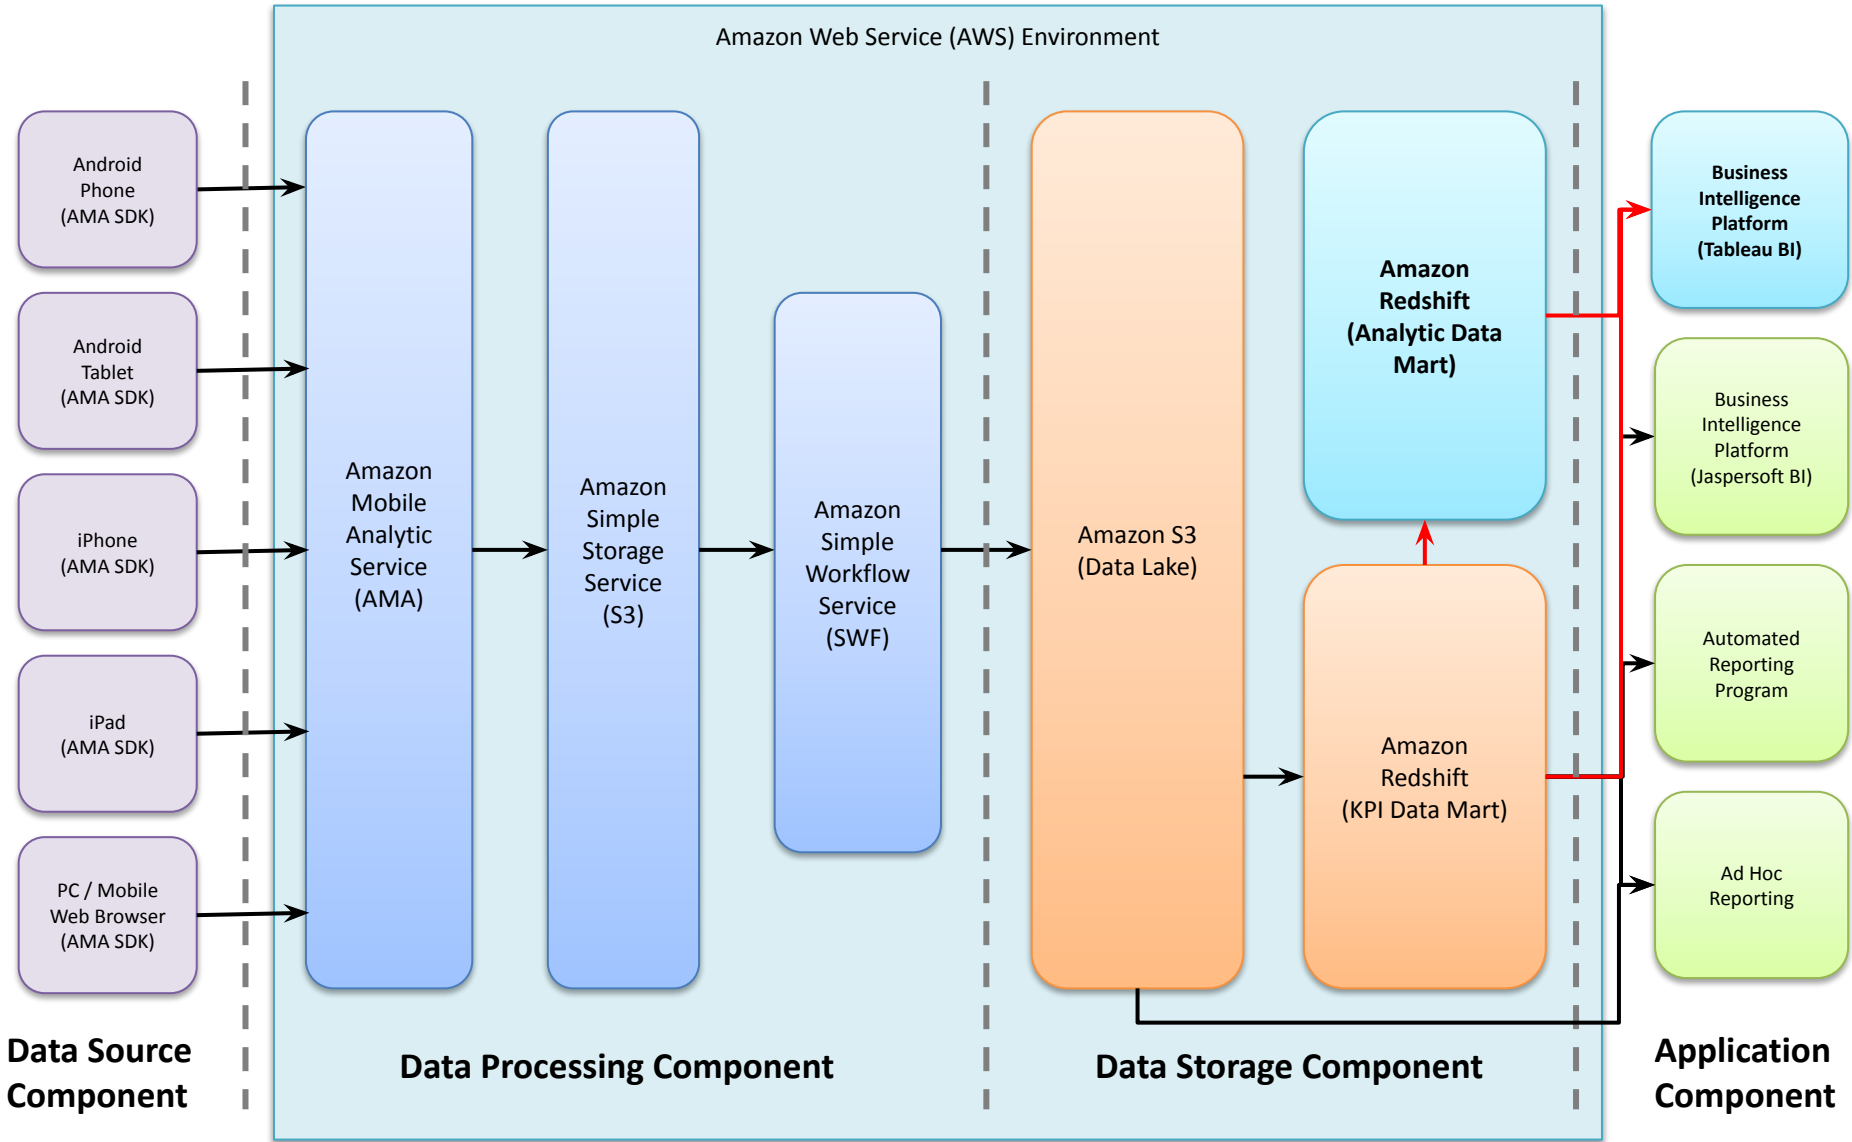 Amazon Web Service (AWS) Environment
Android
Phone
(AMA SDK)
Android
Tablet
(AMA SDK)
iPhone
(AMA SDK)
iPad
(AMA SDK)
PC / Mobile
Web Browser
(AMA SDK)
Data Source
Component
Amazon
Mobile
Analytic
Service
(AMA)
Amazon
Simple
Storage
Service
(S3)
Amazon
Simple
Workflow
Service
(SWF)
Data Processing Component
Amazon S3
(Data Lake)
Amazon
Redshift
(Analytic Data
Mart)
Amazon
Redshift
(KPI Data Mart)
Data Storage Component
Business
Intelligence
Platform
(Tableau BI)
Business
Intelligence
Platform
(Jaspersoft BI)
Automated
Reporting
Program
Ad Hoc
Reporting
Application
Component